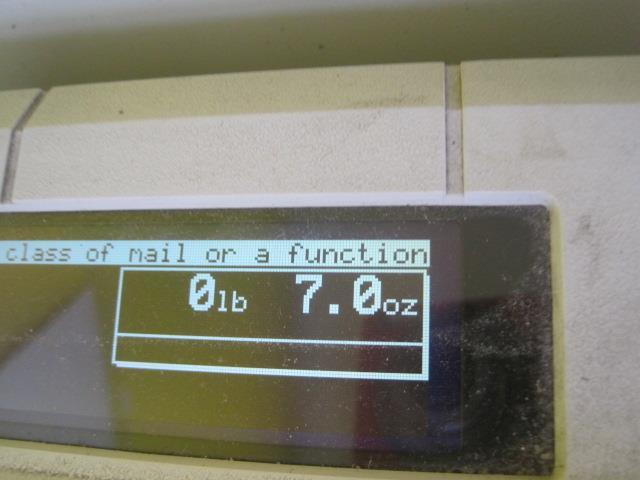 class of mail or a function
0lb 7.0oz